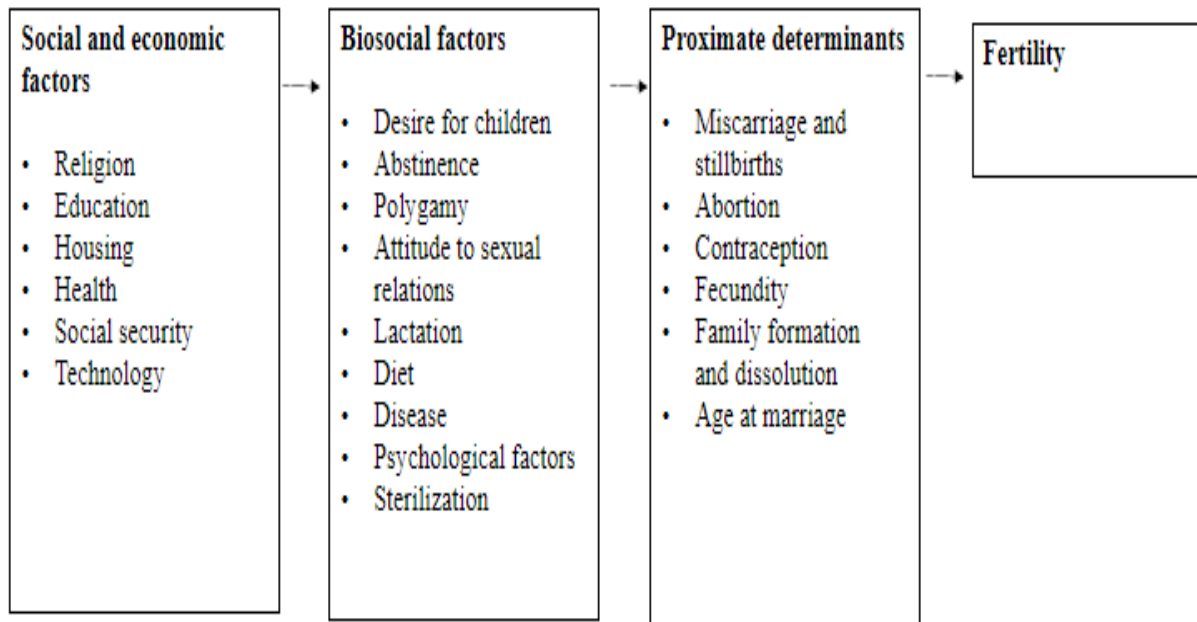 Social and economic
factors
• Religion
• Education
• Housing
• Health
• Social security
• Technology
Biosocial factors
• Desire for children
• Abstinence
• Polygamy
• Attitude to sexual
relations
• Lactation
• Diet
• Disease
• Psychological factors
• Sterilization
Proximate determinants
• Miscarriage and
stillbirths
• Abortion
• Contraception
• Fecundity
• Family formation
and dissolution
• Age at marriage
Fertility